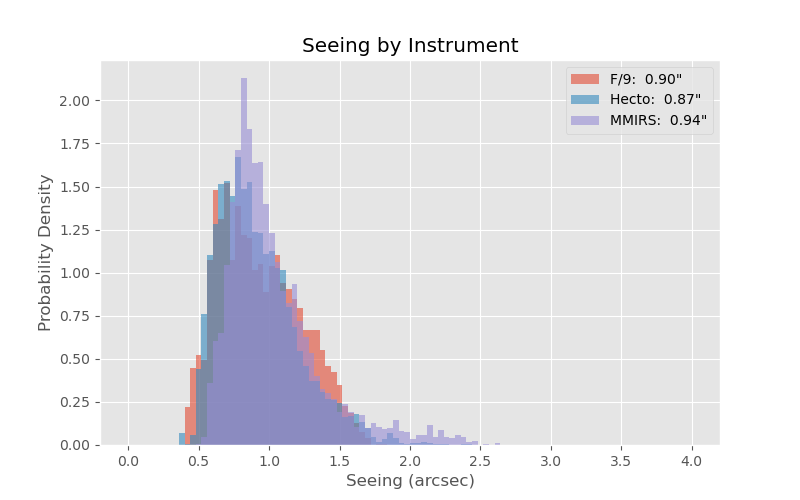 Seeing by Instrument
F/9:  0.90"
Hecto:  0.87"
MMIRS:  0.94"
Probability Density
2.00
1.75
1.50
1.25
1.00
0.75
0.50
0.25
0.00
0.0 0.5 1.0 1.5 2.0 2.5 3.0 3.5 4.0
Seeing (arcsec)